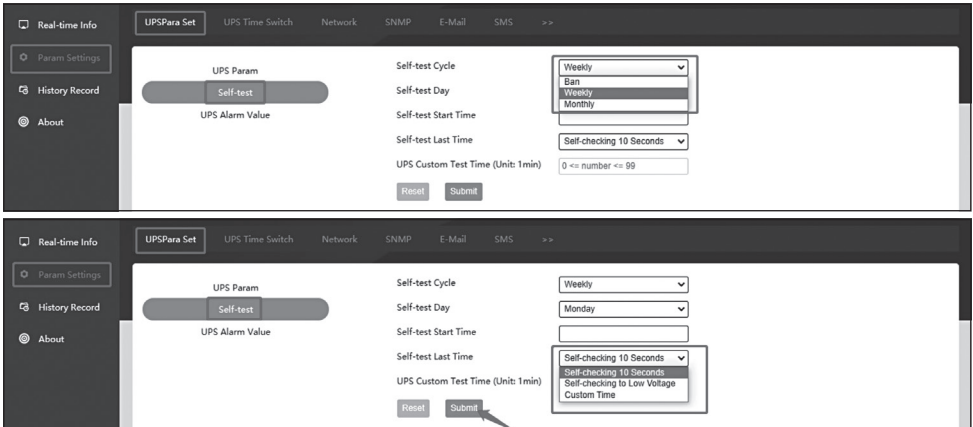 Real-time Info
UPSPara Set UPS Time Switch Network SNMP E-Mail SMS >>
Param Settings
History Record
About
UPS Param
Self-test
UPS Alarm Value
Self-test Cycle Weekly
Ban
Weekly
Monthly
Self-test Day
Self-test Start Time
Self-test Last Time Self-checking 10 Seconds
UPS Custom Test Time (Unit: 1min) 0 <= number <= 99
Reset Submit
Real-time Info
UPSPara Set UPS Time Switch Network SNMP E-Mail SMS >>
Param Settings
History Record
About
UPS Param
Self-test
UPS Alarm Value
Self-test Cycle Weekly
Self-test Day Monday
Self-test Start Time
Self-test Last Time Self-checking 10 Seconds
Self-checking 10 Seconds
Self-checking to Low Voltage
Custom Time
UPS Custom Test Time (Unit: 1min)
Reset Submit